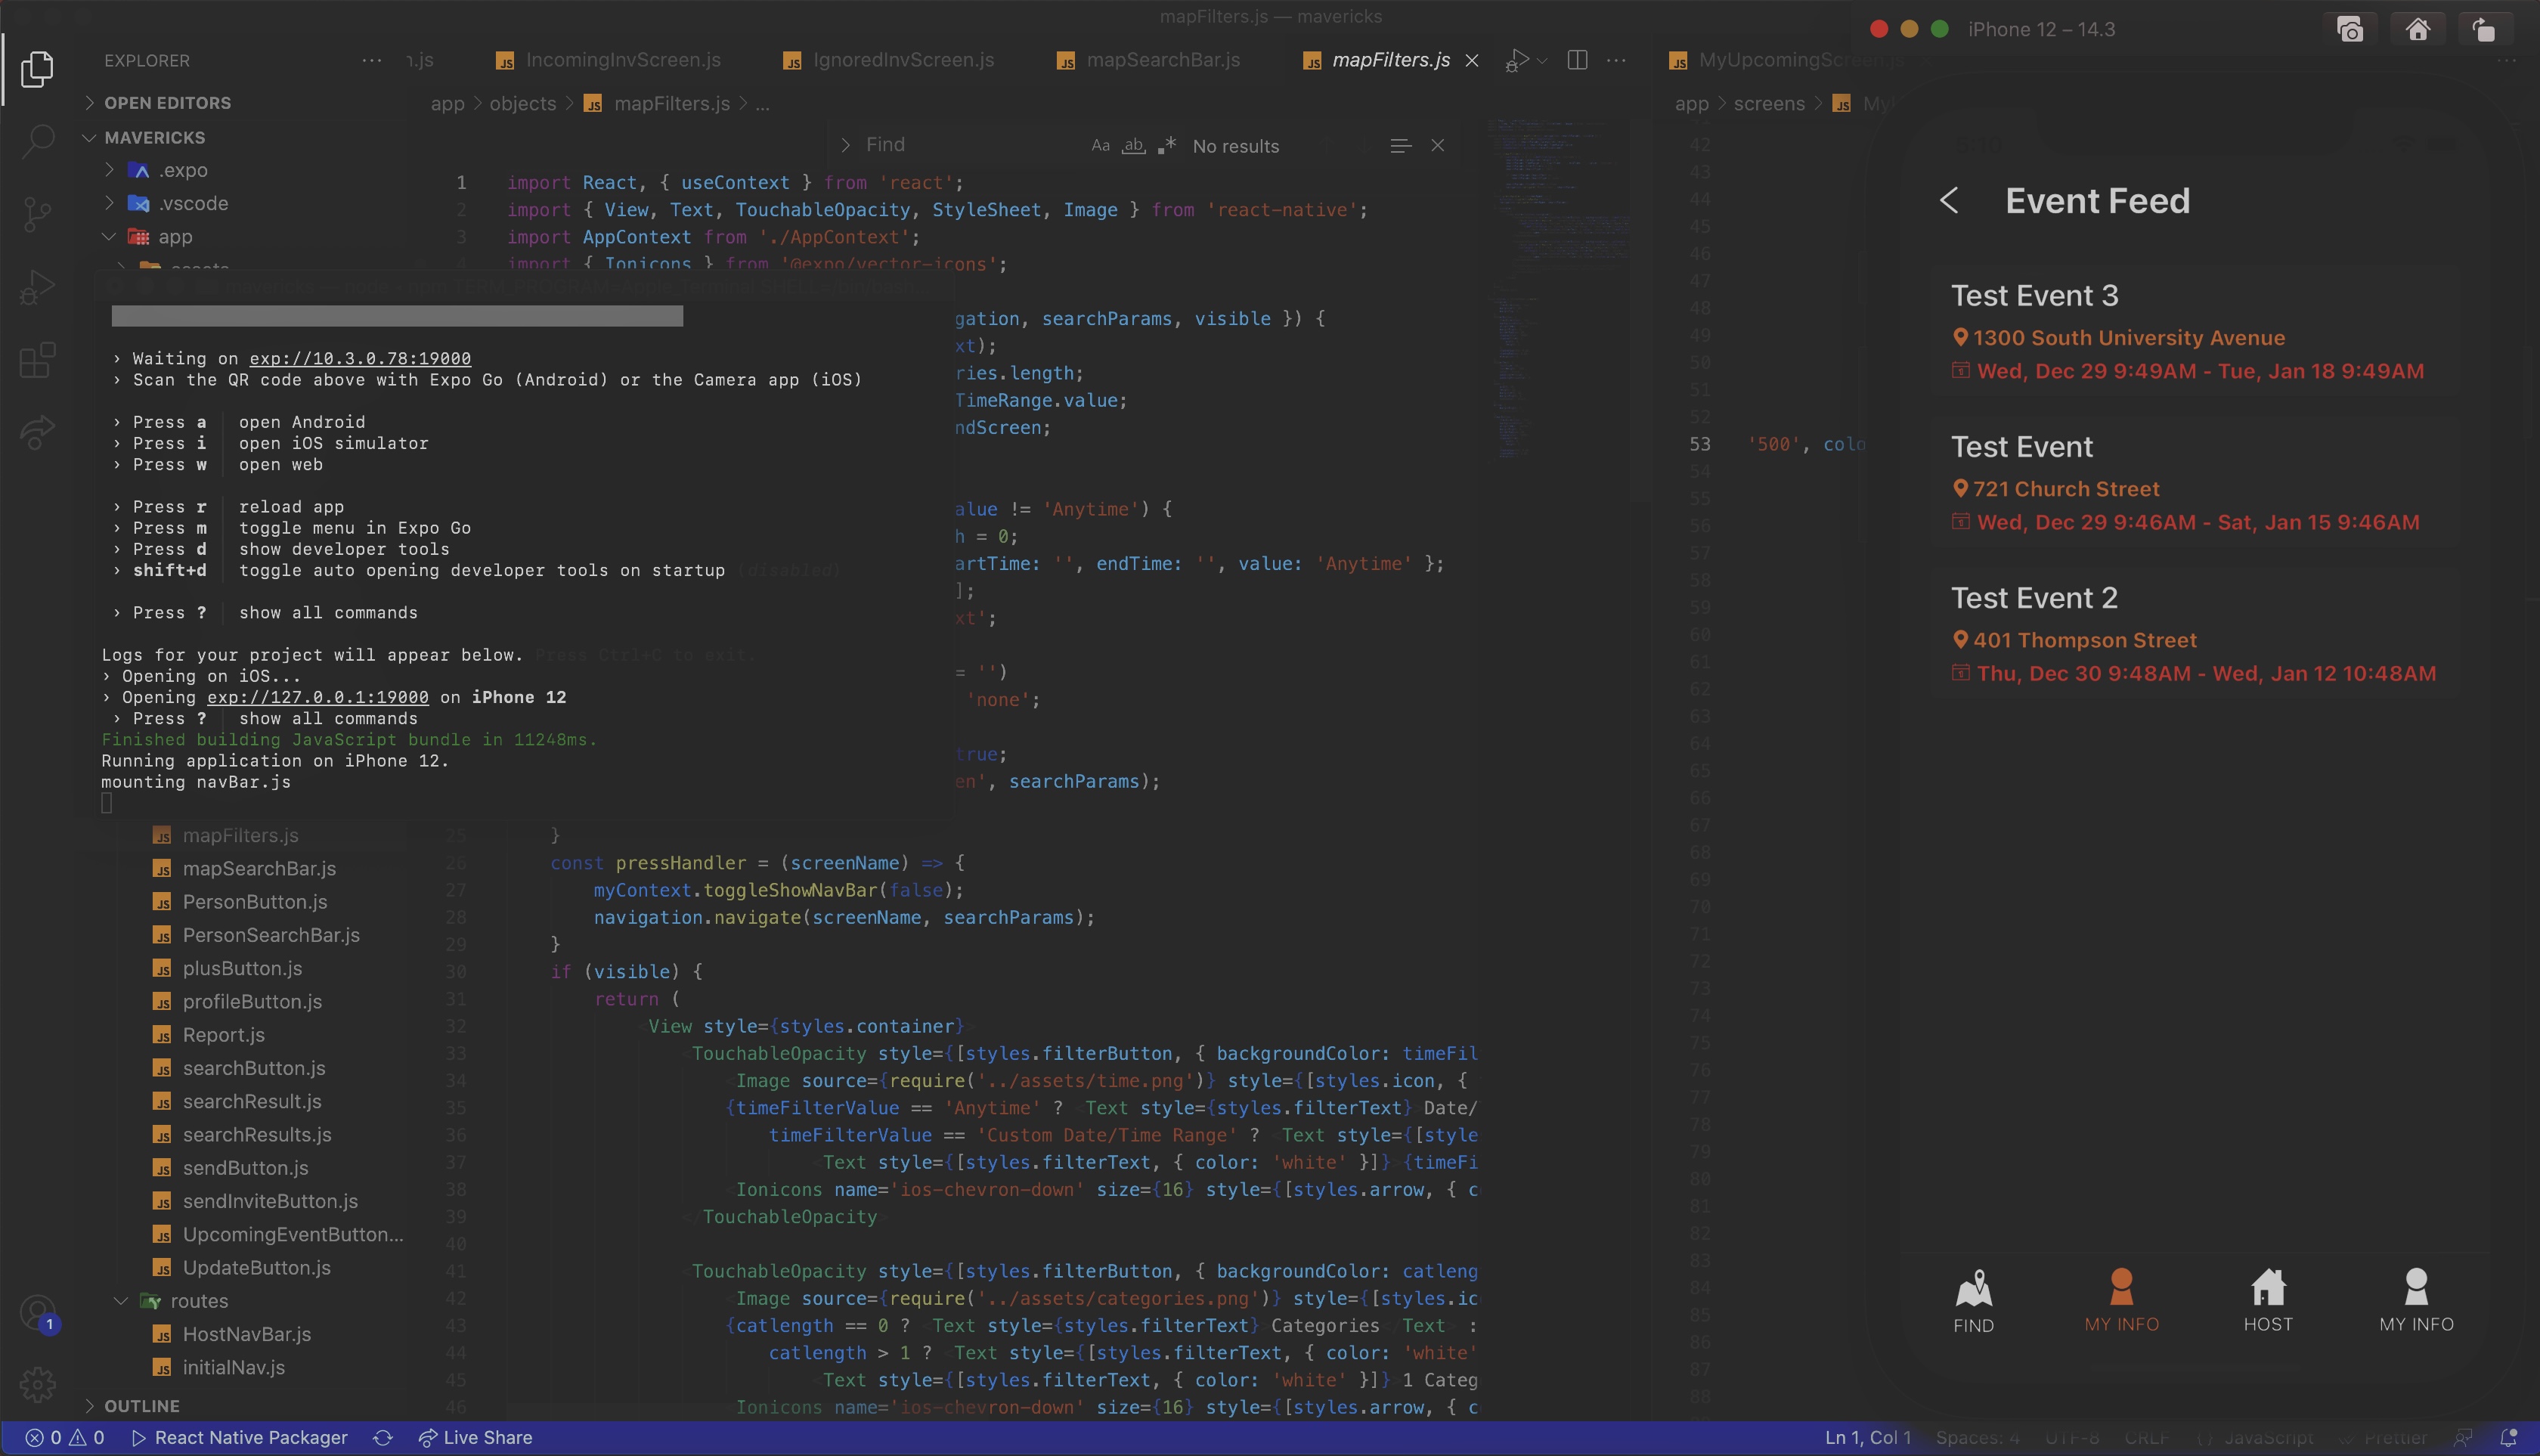 mapFilters.js — mavericks
EXPLORER
OPEN EDITORS
MAVERICKS
.expo
.vscode
app
IncomingInvScreen.js
IgnoredInvScreen.js
mapSearchBar.js
mapFilters.js
app > objects > mapFilters.js > ...
Find
Aa
ab
No results
1 import React, { useContext } from 'react';
2 import { View, Text, TouchableOpacity, StyleSheet, Image } from 'react-native';
3 import AppContext from './AppContext';
4 import { Ionicons } from '@expo/vector-icons';
gation, searchParams, visible }) {
xt);
ries.length;
TimeRange.value;
ndScreen;
alue != 'Anytime') {
h = 0;
artTime: '', endTime: '', value: 'Anytime' };
];
xt';
= '')
'none';
true;
en', searchParams);
› Waiting on exp://10.3.0.78:19000
› Scan the QR code above with Expo Go (Android) or the Camera app (iOS)
› Press a │ open Android
› Press i │ open iOS simulator
› Press w │ open web
› Press r │ reload app
› Press m │ toggle menu in Expo Go
› Press d │ show developer tools
› shift+d │ toggle auto opening developer tools on startup (disabled)
› Press ? │ show all commands
Logs for your project will appear below. Press Ctrl+C to exit.
› Opening on iOS...
› Opening exp://127.0.0.1:19000 on iPhone 12
› Press ? │ show all commands
Finished building JavaScript bundle in 11248ms.
Running application on iPhone 12.
mounting navBar.js
mapFilters.js
mapSearchBar.js
PersonButton.js
PersonSearchBar.js
plusButton.js
profileButton.js
Report.js
searchButton.js
searchResult.js
searchResults.js
sendButton.js
sendInviteButton.js
UpcomingEventButton...
UpdateButton.js
routes
HostNavBar.js
initialNav.js
OUTLINE
25 }
26 const pressHandler = (screenName) => {
27 myContext.toggleShowNavBar(false);
28 navigation.navigate(screenName, searchParams);
29 }
30 if (visible) {
31 return (
32 <View style={styles.container}>
33 <TouchableOpacity style={[styles.filterButton, { backgroundColor: timeFil
34 <Image source={require('../assets/time.png')} style={[styles.icon, {
35 {timeFilterValue == 'Anytime' ? <Text style={styles.filterText}>Date/
36 timeFilterValue == 'Custom Date/Time Range' ? <Text style={[style
37 <Text style={[styles.filterText, { color: 'white' }]}>{timeFi
38 <Ionicons name='ios-chevron-down' size={16} style={[styles.arrow, { c
39 </TouchableOpacity>
40
41 <TouchableOpacity style={[styles.filterButton, { backgroundColor: catleng
42 <Image source={require('../assets/categories.png')} style={[styles.ic
43 {catlength == 0 ? <Text style={styles.filterText}>Categories</Text> :
44 catlength > 1 ? <Text style={[styles.filterText, { color: 'white'
45 <Text style={[styles.filterText, { color: 'white' }]}>1 Categ
46 <Ionicons name='ios-chevron-down' size={16} style={[styles.arrow, { c
MyUpcomingScreen.js
app > screens > My
42
43
44
45
46
47
48
49
50
51
52
53 '500', colo
54
55
56
57
58
59
60
61
62
63
64
65
66
67
68
69
70
71
72
73
74
75
76
77
78
79
80
81
82
83
84
85
86
87
88
iPhone 12 – 14.3
Event Feed
Test Event 3
1300 South University Avenue
Wed, Dec 29 9:49AM - Tue, Jan 18 9:49AM
Test Event
721 Church Street
Wed, Dec 29 9:46AM - Sat, Jan 15 9:46AM
Test Event 2
401 Thompson Street
Thu, Dec 30 9:48AM - Wed, Jan 12 10:48AM
FIND
MY INFO
HOST
MY INFO
1
0 0 React Native Packager Live Share
Ln 1, Col 1 Spaces: 4 UTF-8 CRLF {} JavaScript Prettier